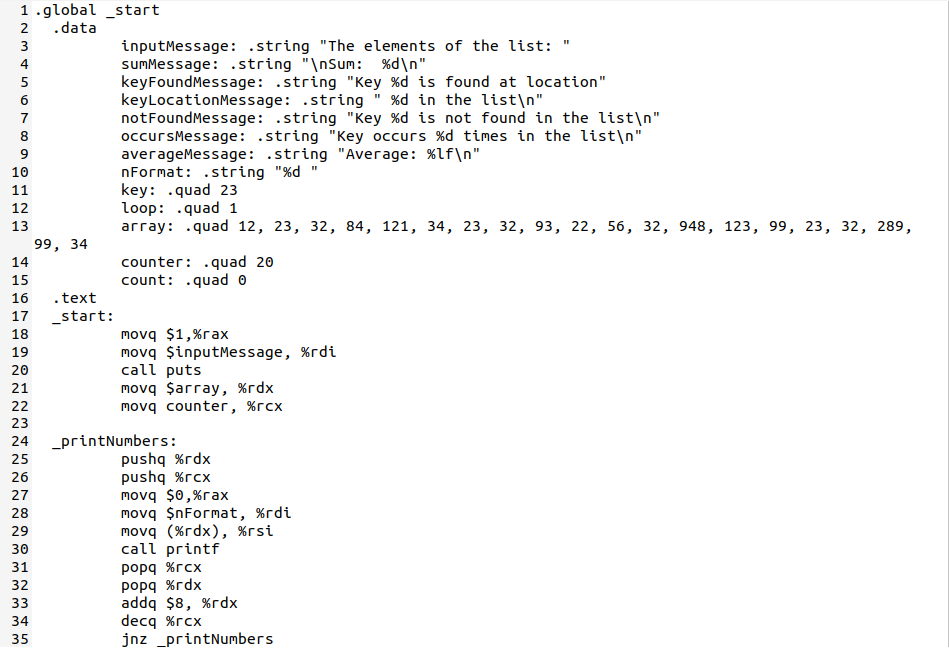 1 .global _start
2 .data
3 inputMessage: .string "The elements of the list: "
4 sumMessage: .string "\nSum:  %d\n"
5 keyFoundMessage: .string "Key %d is found at location"
6 keyLocationMessage: .string " %d in the list\n"
7 notFoundMessage: .string "Key %d is not found in the list\n"
8 occursMessage: .string "Key occurs %d times in the list\n"
9 averageMessage: .string "Average: %lf\n"
10 nFormat: .string "%d "
11 key: .quad 23
12 loop: .quad 1
13 array: .quad 12, 23, 32, 84, 121, 34, 23, 32, 93, 22, 56, 32, 948, 123, 99, 23, 32, 289,
99, 34
14 counter: .quad 20
15 count: .quad 0
16 .text
17 _start:
18 movq $1,%rax
19 movq $inputMessage, %rdi
20 call puts
21 movq $array, %rdx
22 movq counter, %rcx
23
24 _printNumbers:
25 pushq %rdx
26 pushq %rcx
27 movq $0,%rax
28 movq $nFormat, %rdi
29 movq (%rdx), %rsi
30 call printf
31 popq %rcx
32 popq %rdx
33 addq $8, %rdx
34 decq %rcx
35 jnz _printNumbers